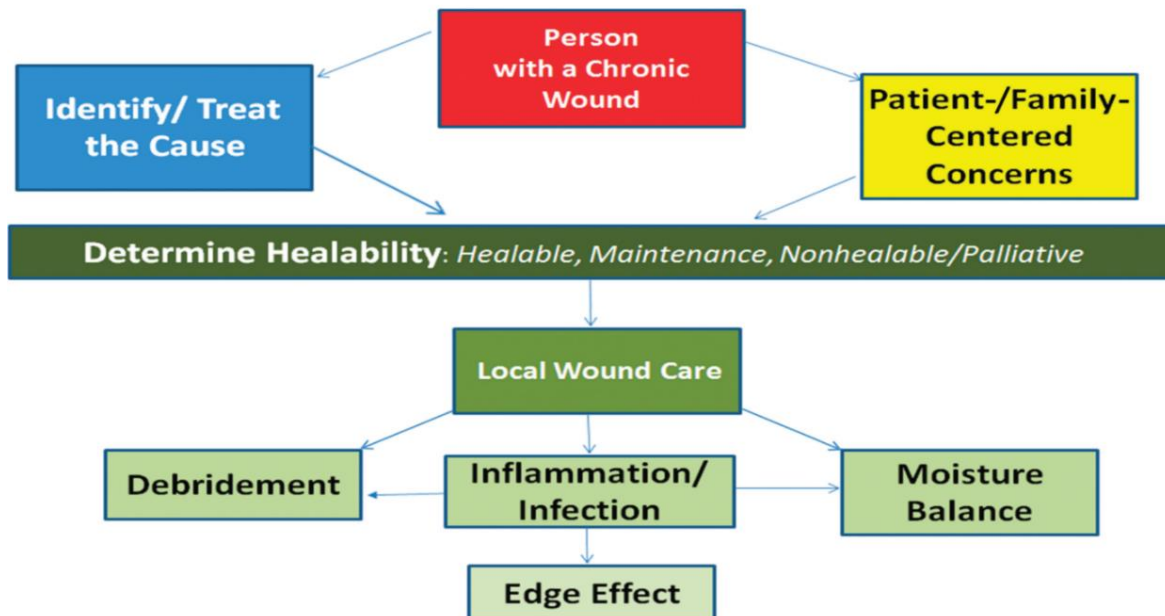 Person
with a Chronic
Wound
Identify/ Treat
the Cause
Patient-/Family-
Centered
Concerns
Determine Healability: Healable, Maintenance, Nonhealable/Palliative
Local Wound Care
Debridement
Inflammation/
Infection
Moisture
Balance
Edge Effect